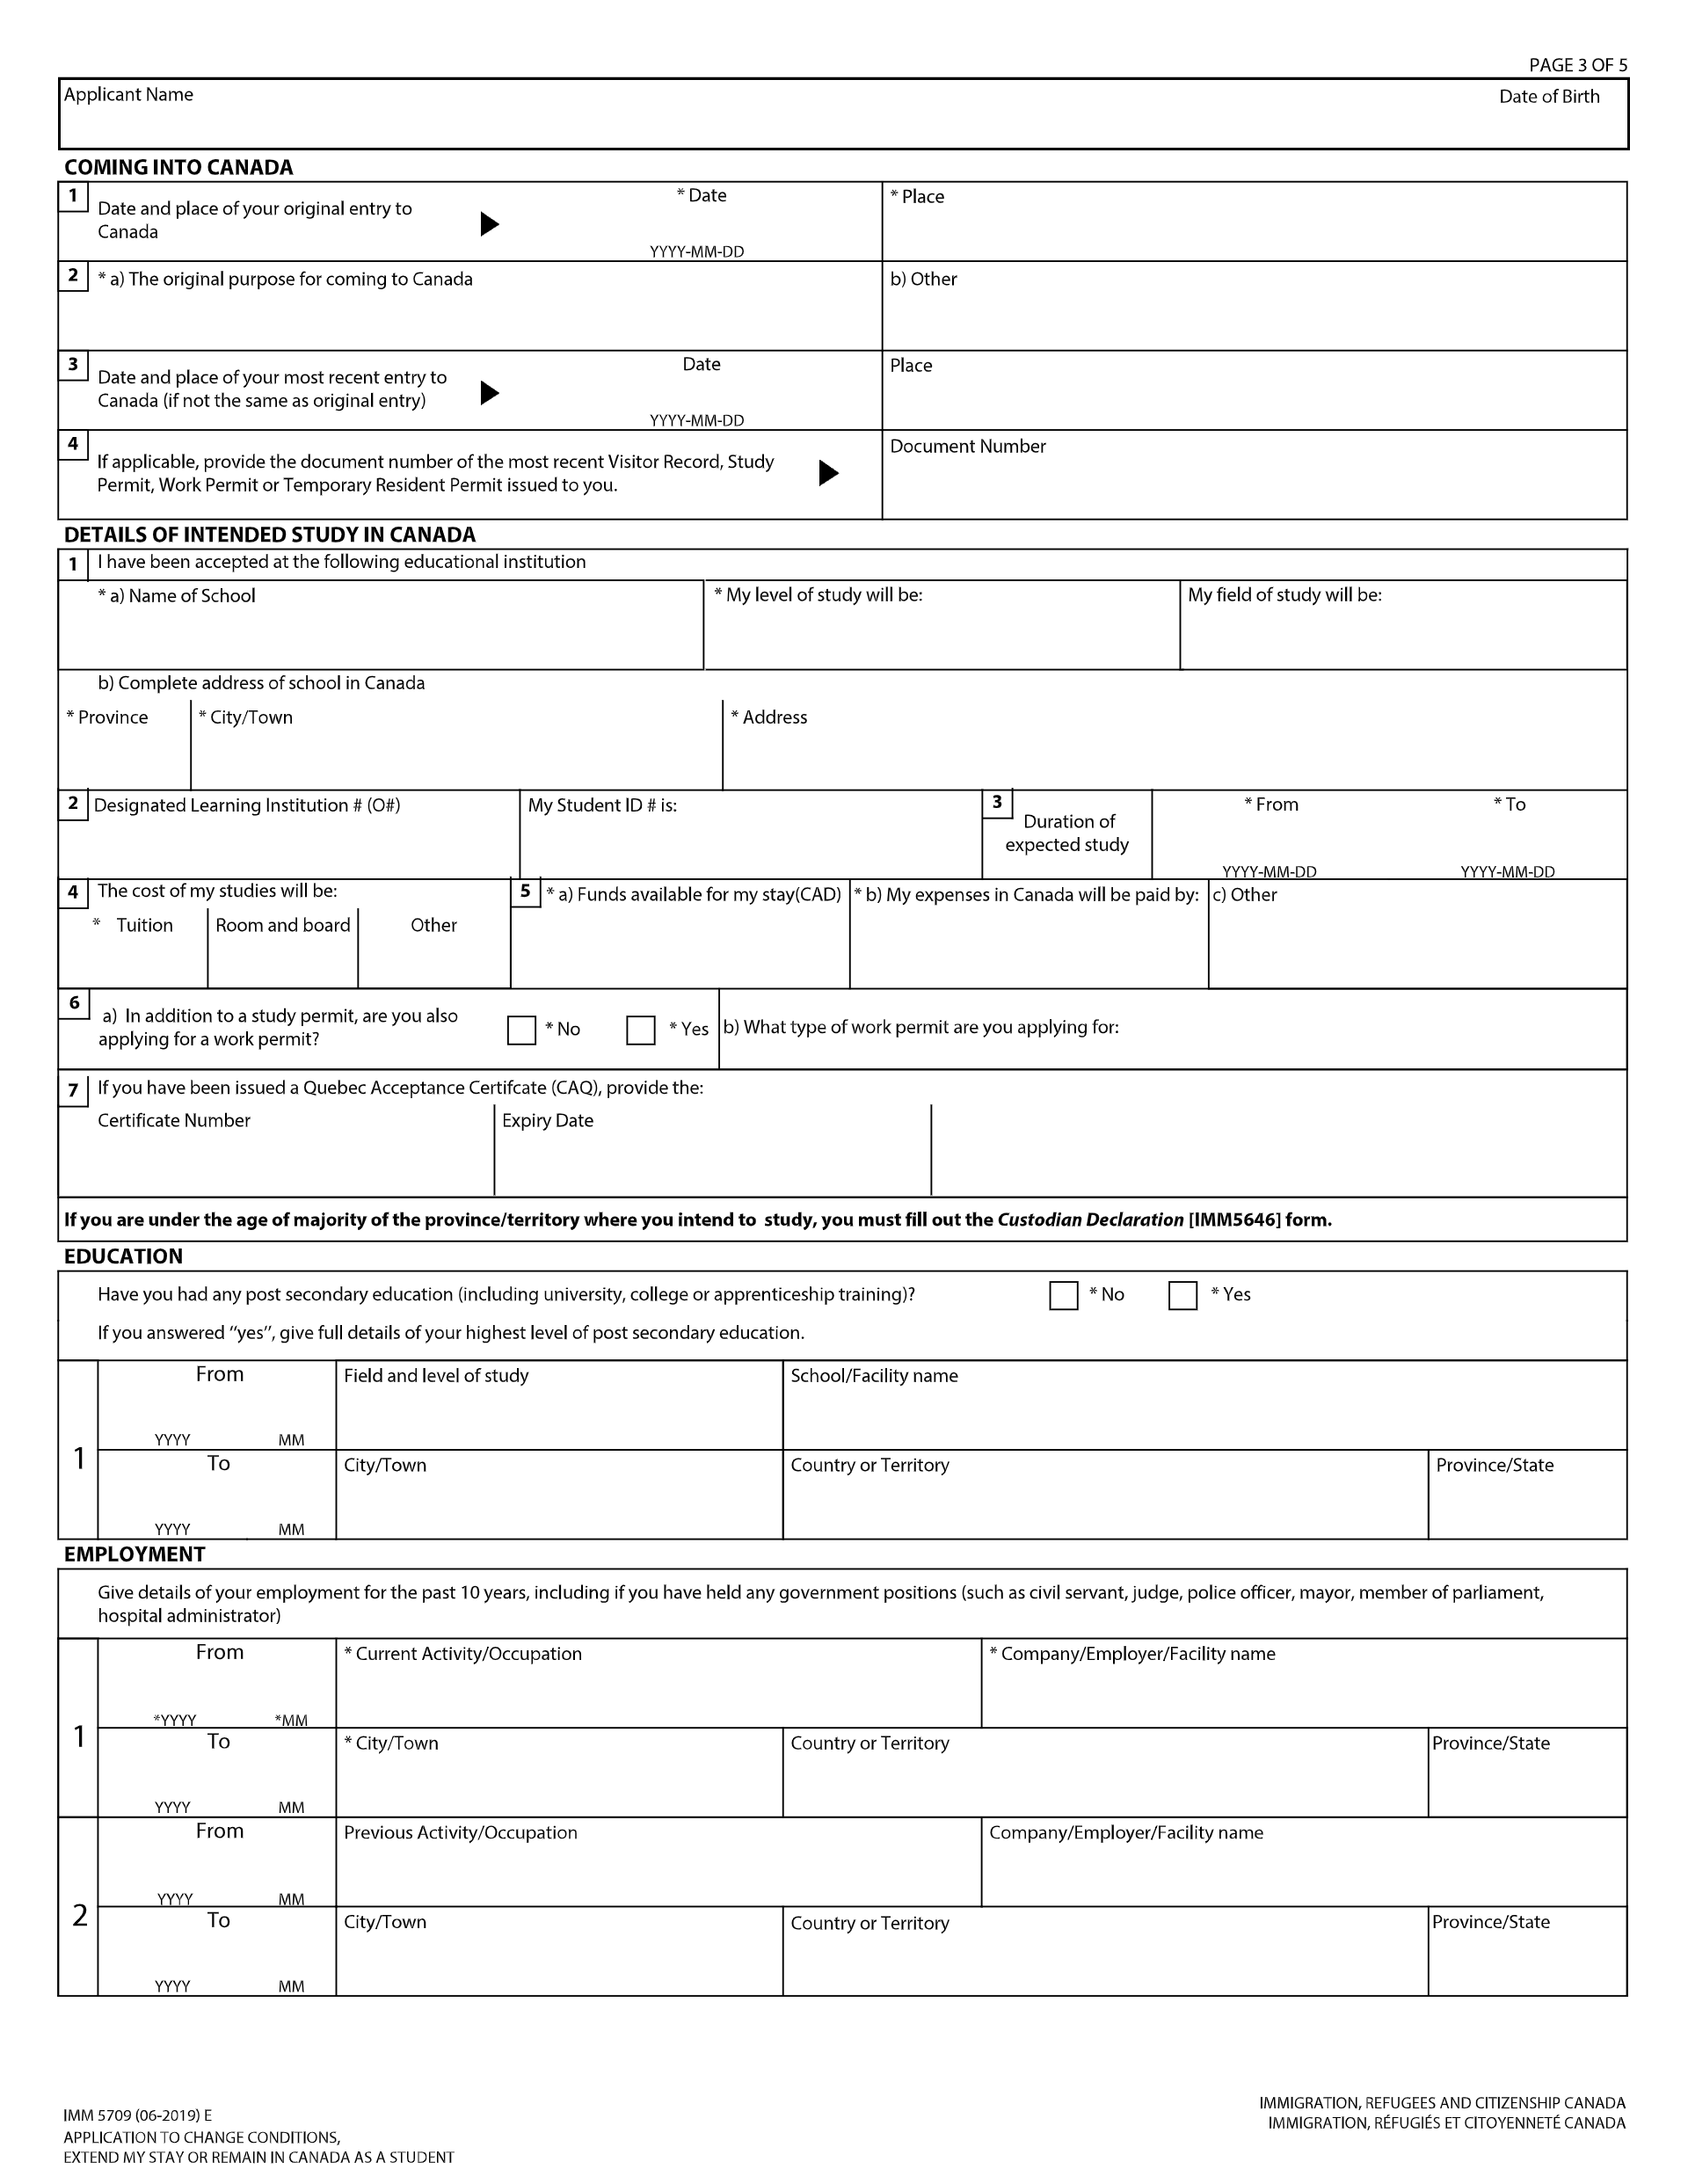 PAGE 3 OF 5
Applicant Name
Date of Birth
COMING INTO CANADA
1
Date and place of your original entry to
Canada
* Date
YYYY-MM-DD
* Place
2
* a) The original purpose for coming to Canada
b) Other
3
Date and place of your most recent entry to
Canada (if not the same as original entry)
Date
YYYY-MM-DD
Place
4
If applicable, provide the document number of the most recent Visitor Record, Study
Permit, Work Permit or Temporary Resident Permit issued to you.
Document Number
DETAILS OF INTENDED STUDY IN CANADA
1
I have been accepted at the following educational institution
* a) Name of School
* My level of study will be:
My field of study will be:
b) Complete address of school in Canada
* Province
* City/Town
* Address
2
Designated Learning Institution # (O#)
My Student ID # is:
3
Duration of
expected study
* From
YYYY-MM-DD
* To
YYYY-MM-DD
4
The cost of my studies will be:
* Tuition
Room and board
Other
5
* a) Funds available for my stay(CAD)
* b) My expenses in Canada will be paid by:
c) Other
6
a) In addition to a study permit, are you also
applying for a work permit?
* No
* Yes
b) What type of work permit are you applying for:
7
If you have been issued a Quebec Acceptance Certifcate (CAQ), provide the:
Certificate Number
Expiry Date
If you are under the age of majority of the province/territory where you intend to study, you must fill out the Custodian Declaration [IMM5646] form.
EDUCATION
Have you had any post secondary education (including university, college or apprenticeship training)?
* No
* Yes
If you answered “yes”, give full details of your highest level of post secondary education.
1
From
YYYY MM
Field and level of study
School/Facility name
To
YYYY MM
City/Town
Country or Territory
Province/State
EMPLOYMENT
Give details of your employment for the past 10 years, including if you have held any government positions (such as civil servant, judge, police officer, mayor, member of parliament,
hospital administrator)
1
From
*YYYY *MM
* Current Activity/Occupation
* Company/Employer/Facility name
To
YYYY MM
* City/Town
Country or Territory
Province/State
2
From
YYYY MM
Previous Activity/Occupation
Company/Employer/Facility name
To
YYYY MM
City/Town
Country or Territory
Province/State
IMM 5709 (06-2019) E
APPLICATION TO CHANGE CONDITIONS,
EXTEND MY STAY OR REMAIN IN CANADA AS A STUDENT
IMMIGRATION, REFUGEES AND CITIZENSHIP CANADA
IMMIGRATION, RÉFUGIÉS ET CITOYENNETÉ CANADA